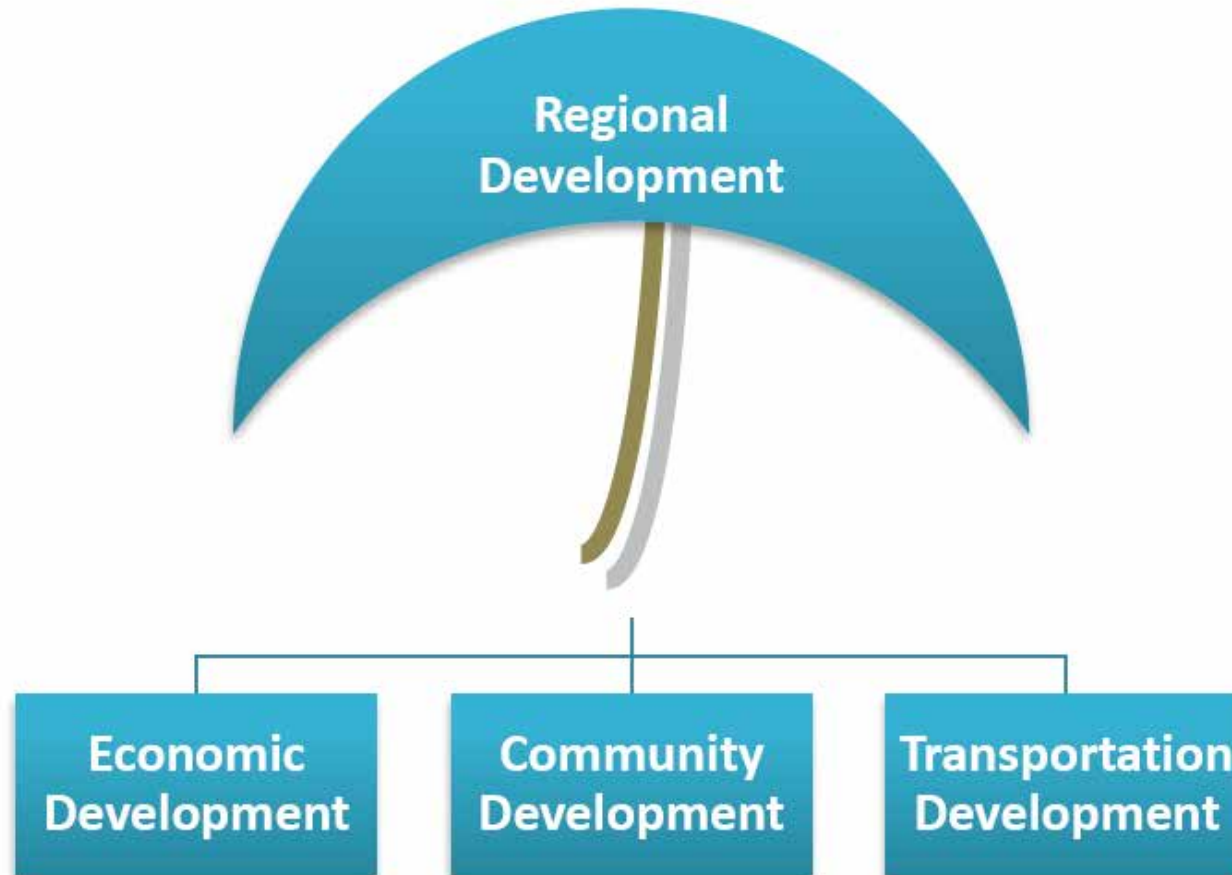 Regional
Development
Economic
Development
Community
Development
Transportation
Development